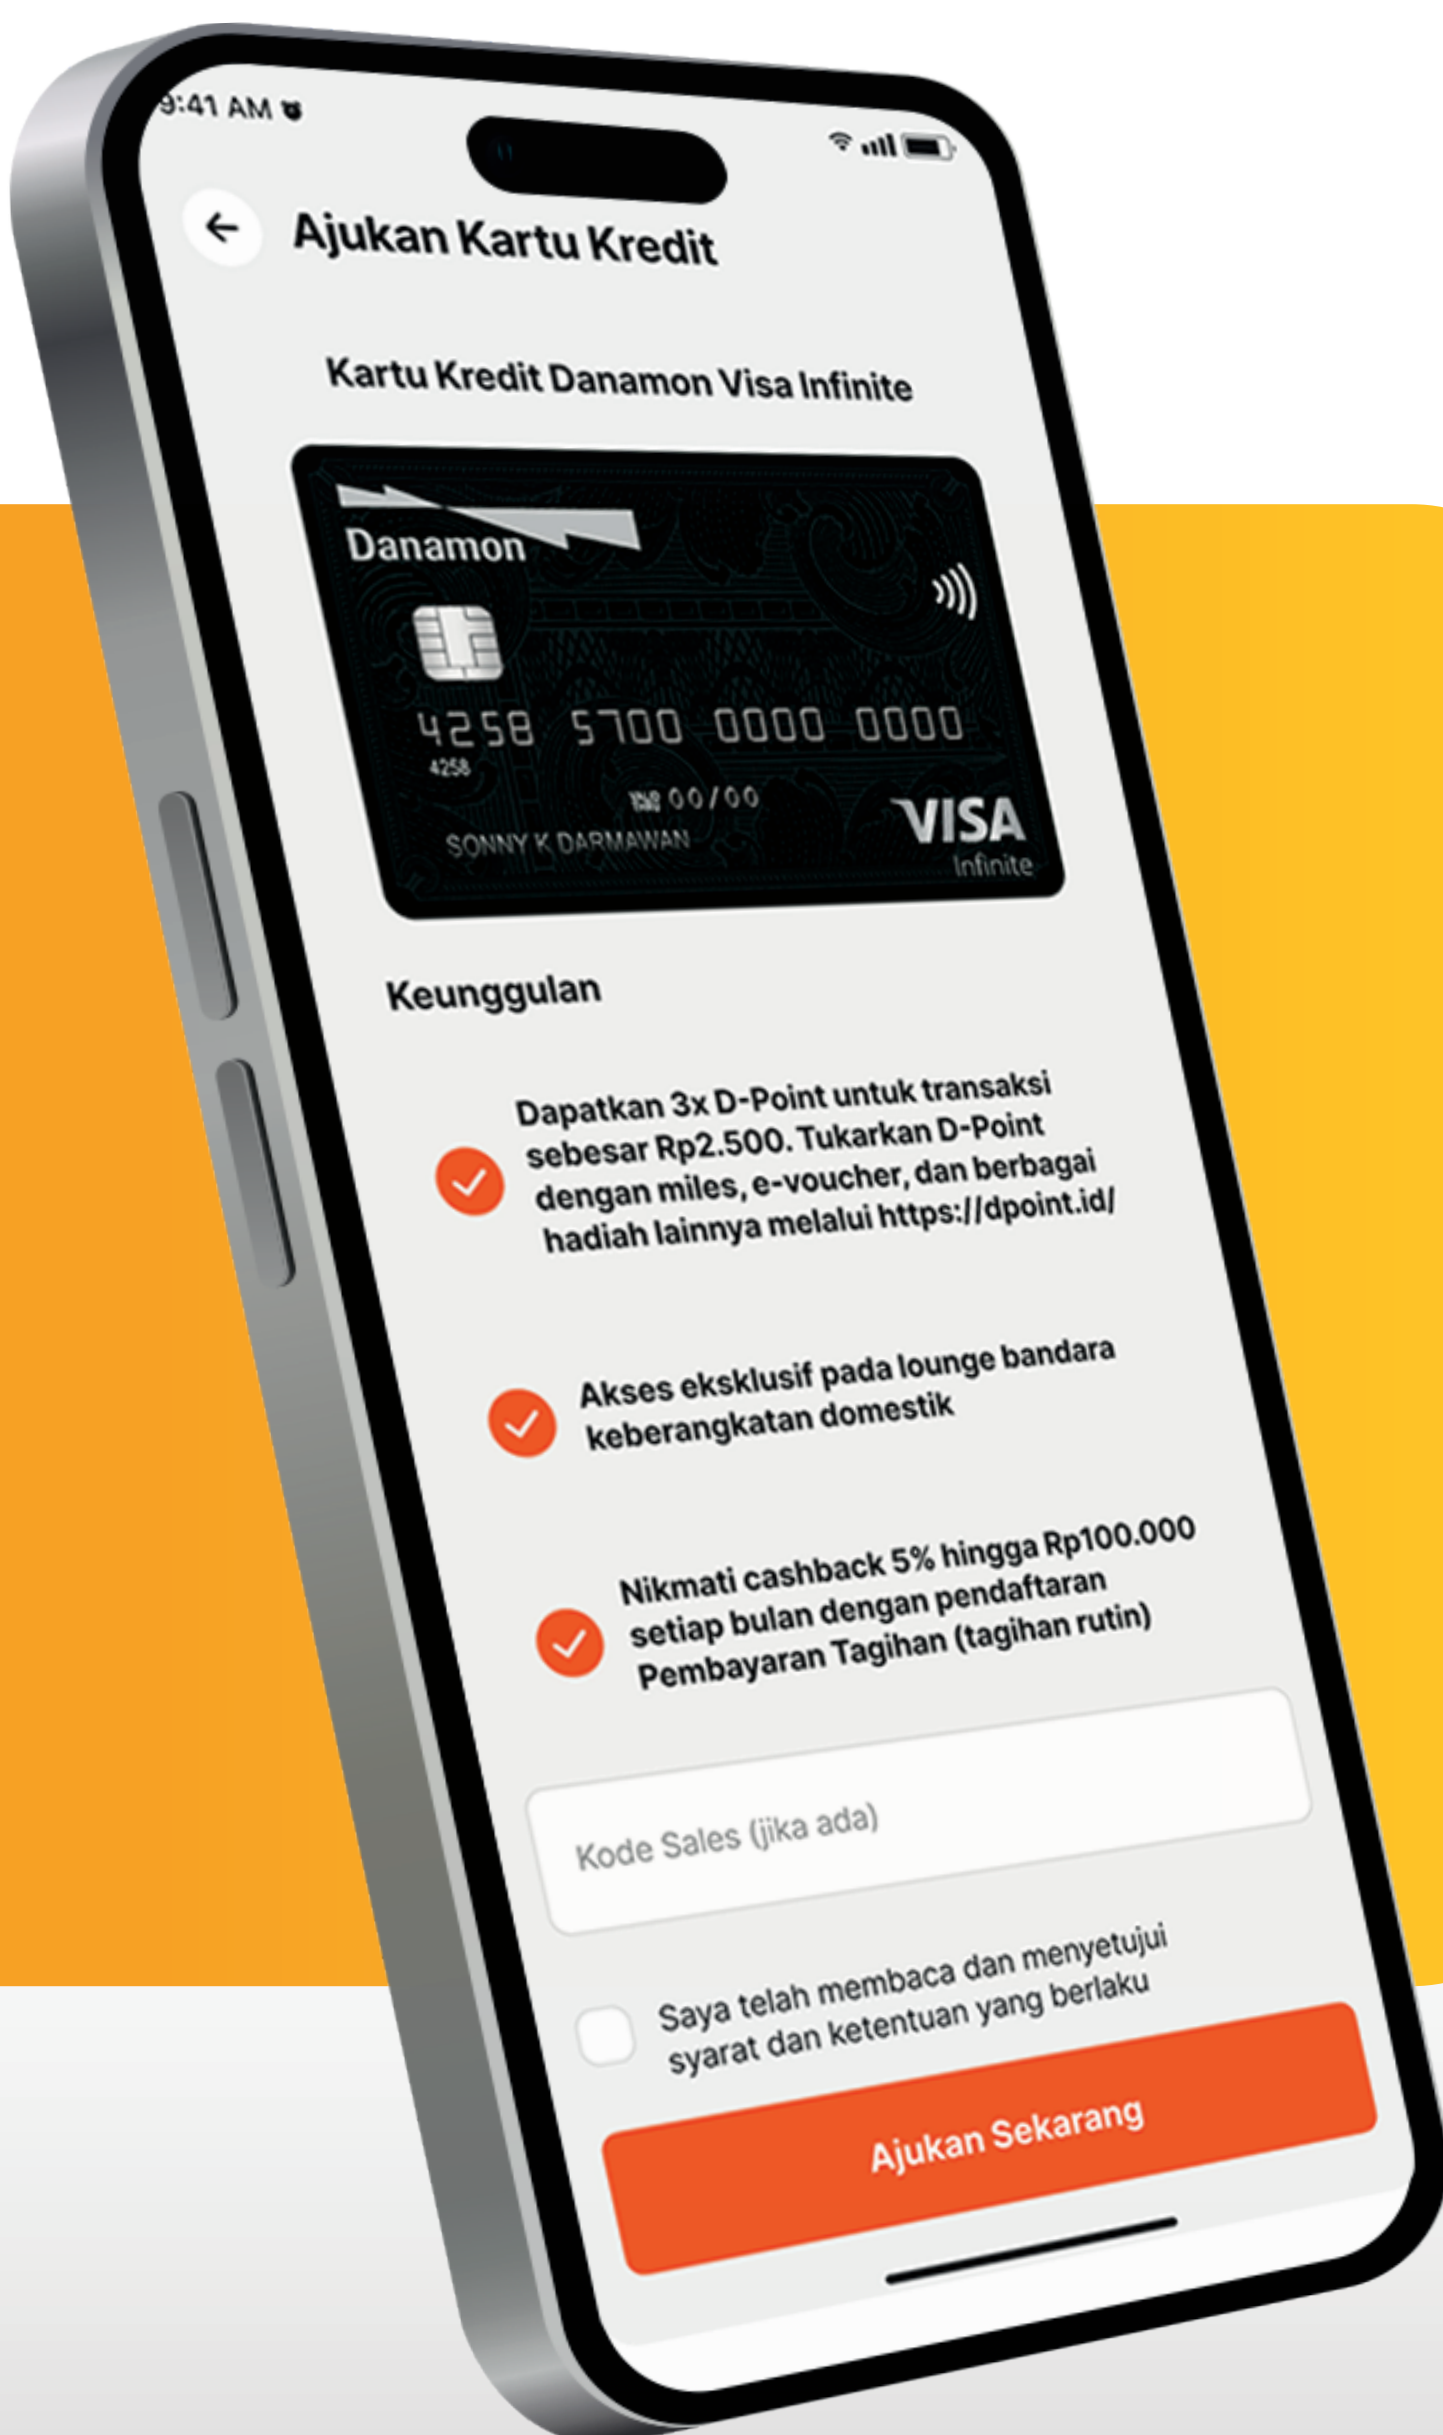 9:41 AM
Ajukan Kartu Kredit
Kartu Kredit Danamon Visa Infinite
Danamon
4258 5700 0000 0000
4258
00/00
SONNY K DARMAWAN
VISA
Infinite
Keunggulan
Dapatkan 3x D-Point untuk transaksi
sebesar Rp2.500. Tukarkan D-Point
dengan miles, e-voucher, dan berbagai
hadiah lainnya melalui https://dpoint.id/
Akses eksklusif pada lounge bandara
keberangkatan domestik
Nikmati cashback 5% hingga Rp100.000
setiap bulan dengan pendaftaran
Pembayaran Tagihan (tagihan rutin)
Kode Sales (jika ada)
Saya telah membaca dan menyetujui
syarat dan ketentuan yang berlaku
Ajukan Sekarang